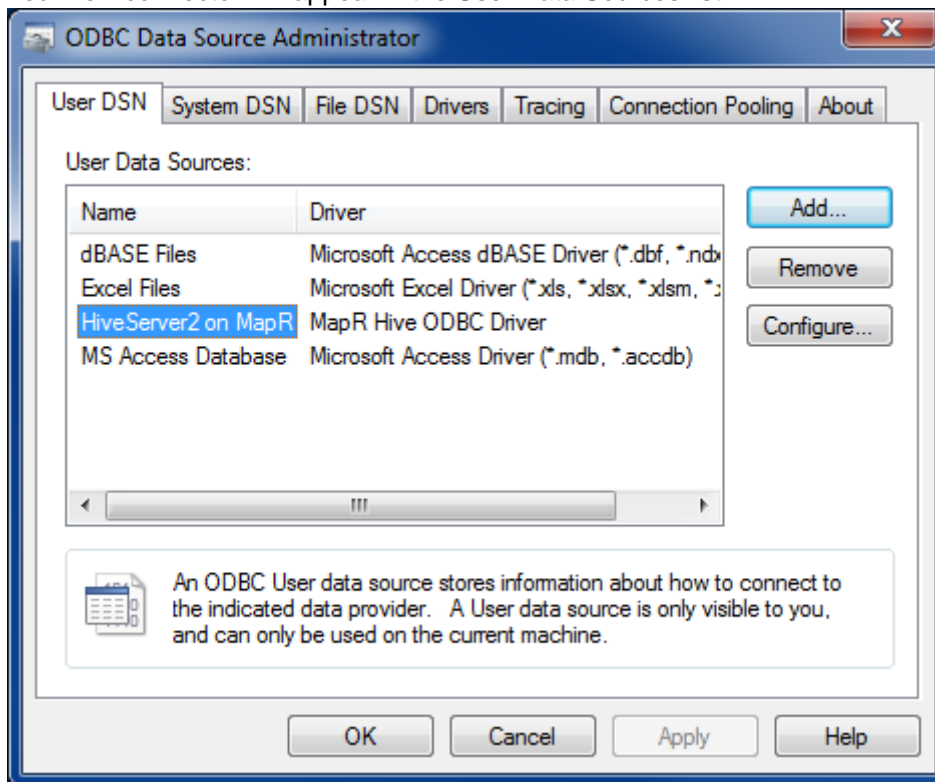 ODBC Data Source Administrator
User DSN System DSN File DSN Drivers Tracing Connection Pooling About
User Data Sources:
Name Driver
dBASE Files Microsoft Access dBASE Driver (*.dbf, *.ndx
Excel Files Microsoft Excel Driver (*.xls, *.xlsx, *.xlsm, *.
HiveServer2 on MapR MapR Hive ODBC Driver
MS Access Database Microsoft Access Driver (*.mdb, *.accdb)
Add...
Remove
Configure...
An ODBC User data source stores information about how to connect to
the indicated data provider. A User data source is only visible to you,
and can only be used on the current machine.
OK Cancel Apply Help